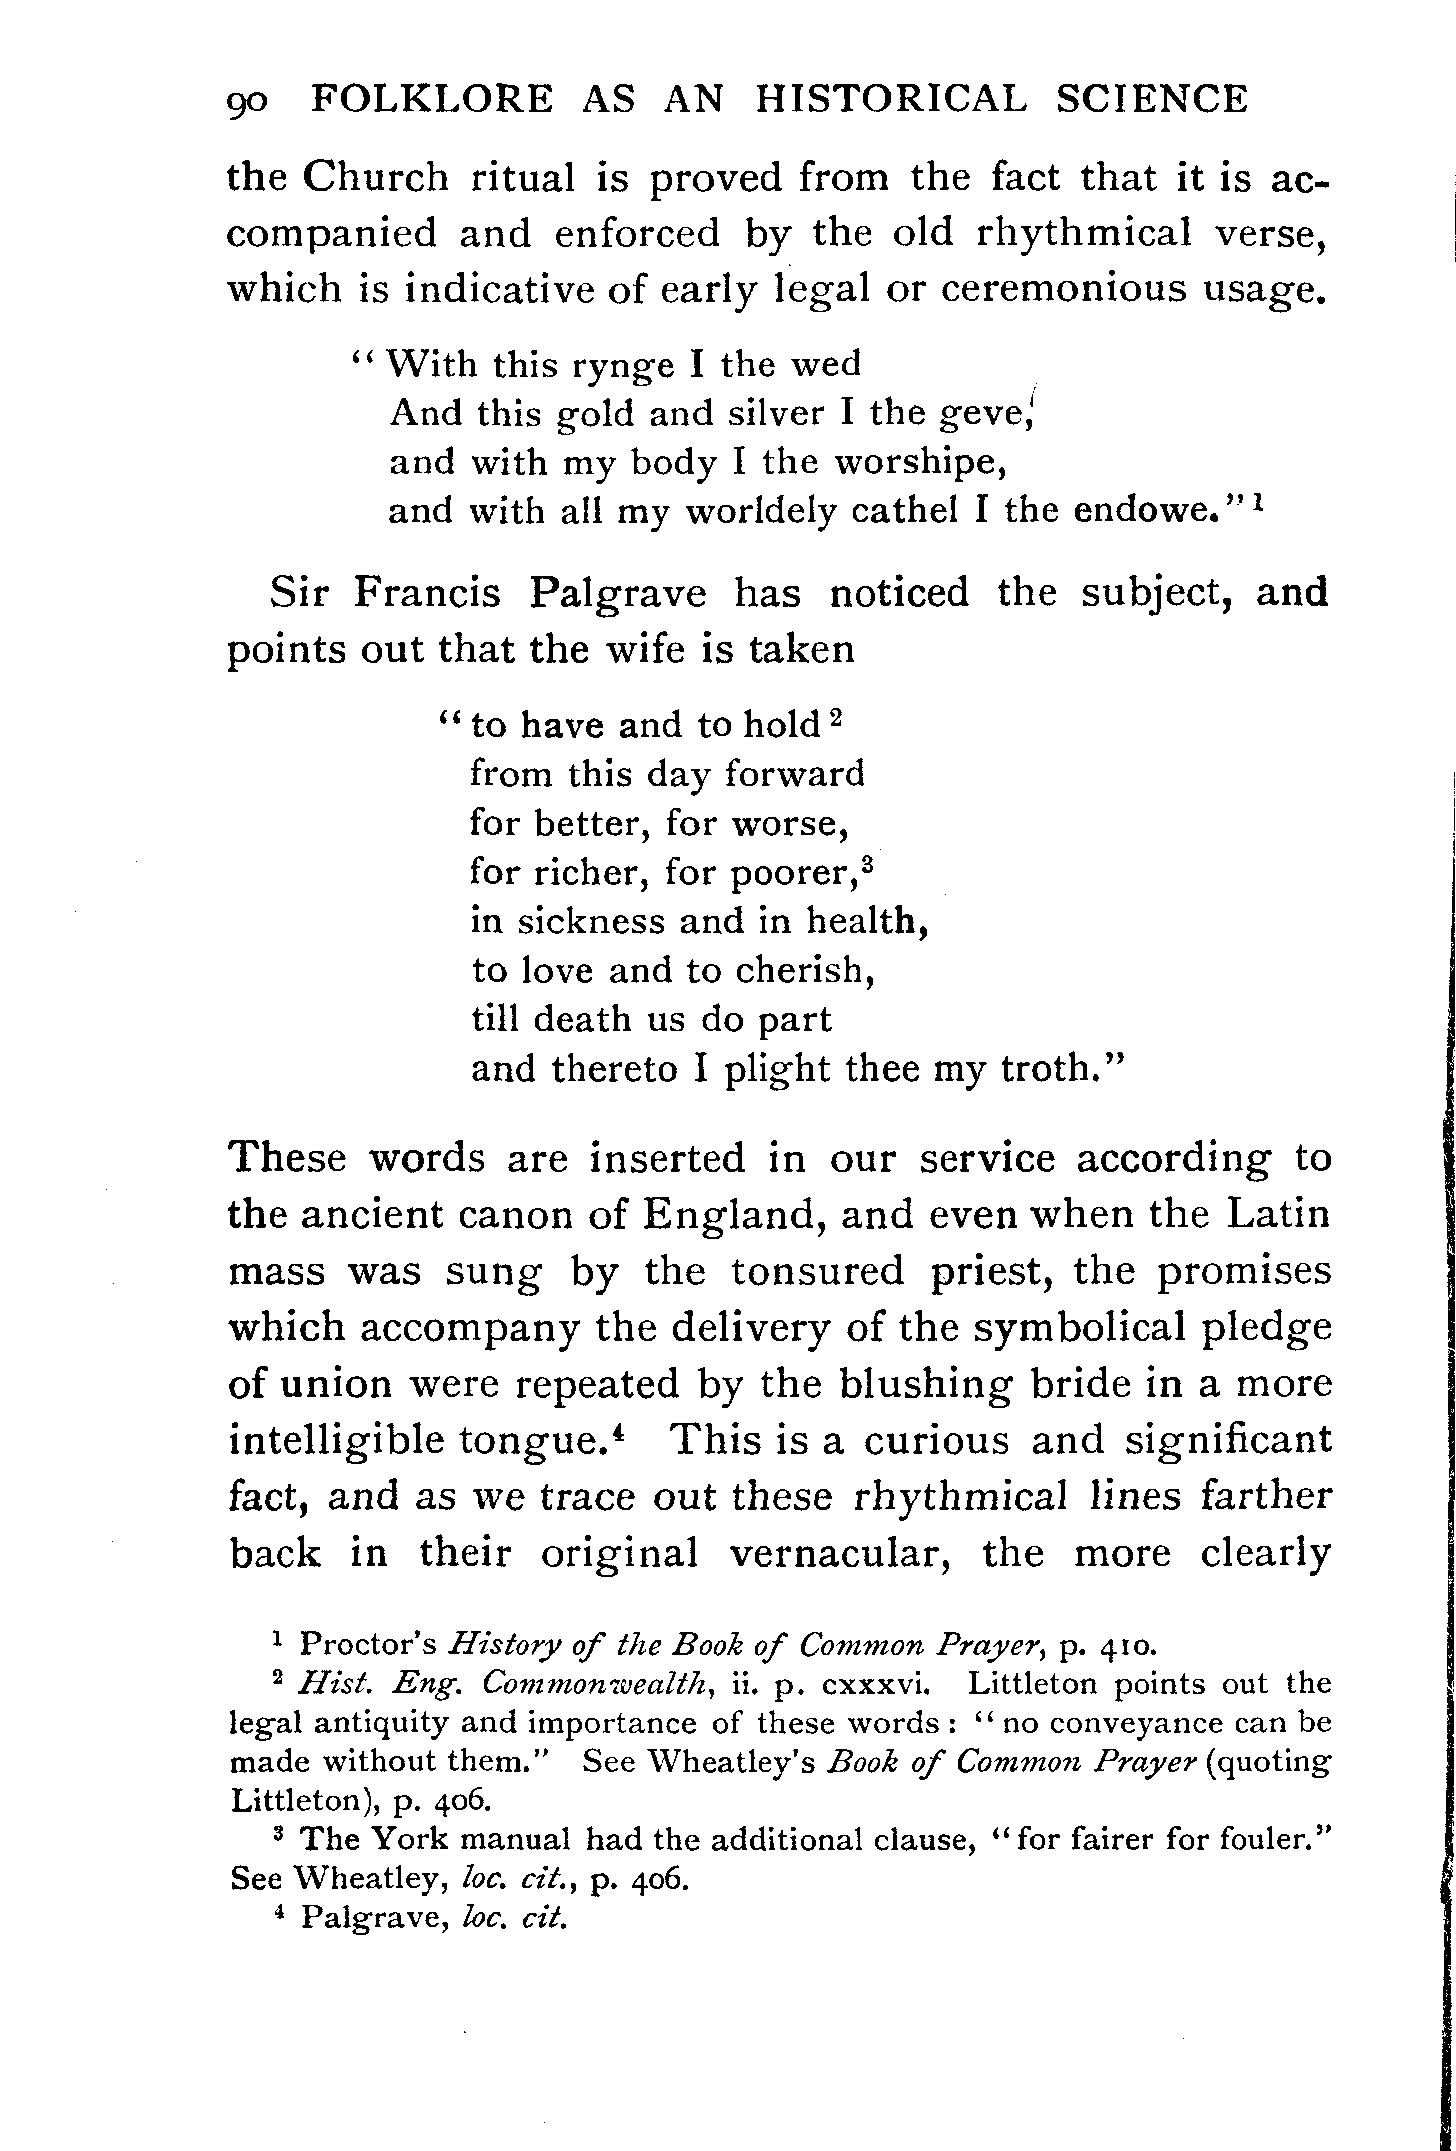 90 FOLKLORE AS AN HISTORICAL SCIENCE
the Church ritual is proved from the fact that it is ac-
companied and enforced by the old rhythmical verse,
which is indicative of early legal or ceremonious usage.
“ With this rynge I the wed
And this gold and silver I the geve,
and with my body I the worshipe,
and with all my worldely cathel I the endowe.” ¹
Sir Francis Palgrave has noticed the subject, and
points out that the wife is taken
“ to have and to hold ²
from this day forward
for better, for worse,
for richer, for poorer,³
in sickness and in health,
to love and to cherish,
till death us do part
and thereto I plight thee my troth.”
These words are inserted in our service according to
the ancient canon of England, and even when the Latin
mass was sung by the tonsured priest, the promises
which accompany the delivery of the symbolical pledge
of union were repeated by the blushing bride in a more
intelligible tongue.⁴ This is a curious and significant
fact, and as we trace out these rhythmical lines farther
back in their original vernacular, the more clearly
¹ Proctor's History of the Book of Common Prayer, p. 410.
² Hist. Eng. Commonwealth, ii. p. cxxxvi. Littleton points out the
legal antiquity and importance of these words : “ no conveyance can be
made without them.” See Wheatley's Book of Common Prayer (quoting
Littleton), p. 406.
³ The York manual had the additional clause, “for fairer for fouler.”
See Wheatley, loc. cit., p. 406.
⁴ Palgrave, loc. cit.